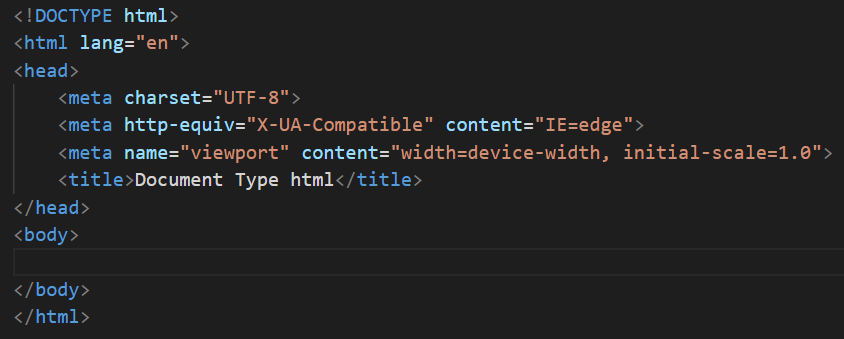 <!DOCTYPE html>
<html lang="en">
<head>
    <meta charset="UTF-8">
    <meta http-equiv="X-UA-Compatible" content="IE=edge">
    <meta name="viewport" content="width=device-width, initial-scale=1.0">
    <title>Document Type html</title>
</head>
<body>
</body>
</html>